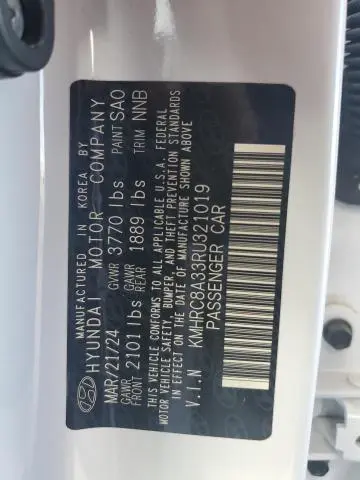 MANUFACTURED IN KOREA BY
HYUNDAI MOTOR COMPANY
MAR/21/24 GVWR 3770 lbs PAINT SAO
GAWR FRONT 2101 lbs GAWR REAR 1889 lbs TRIM NNB
THIS VEHICLE CONFORMS TO ALL APPLICABLE U.S.A. FEDERAL
MOTOR VEHICLE SAFETY, BUMPER, AND THEFT PREVENTION STANDARDS
IN EFFECT ON THE DATE OF MANUFACTURE SHOWN ABOVE
V.I.N KMHRC8A33RU321019
PASSENGER CAR